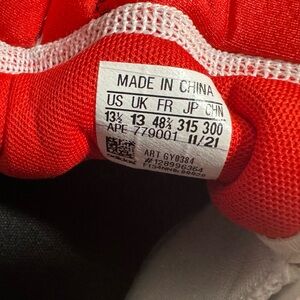 MADE IN CHINA
US UK FR JP CHN
13½ 13 48⅔ 315 300
APE 779001 11/21
ART GY0384
#128996364